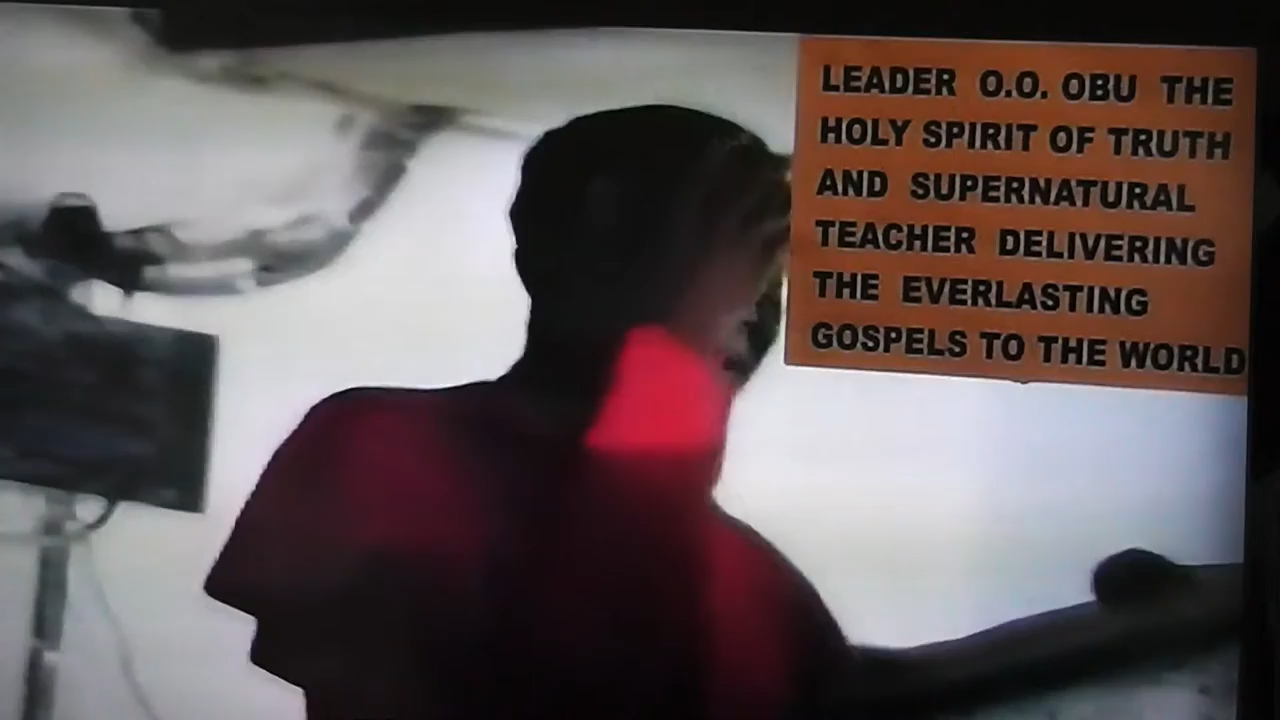 LEADER O.O. OBU THE
HOLY SPIRIT OF TRUTH
AND SUPERNATURAL
TEACHER DELIVERING
THE EVERLASTING
GOSPELS TO THE WORLD